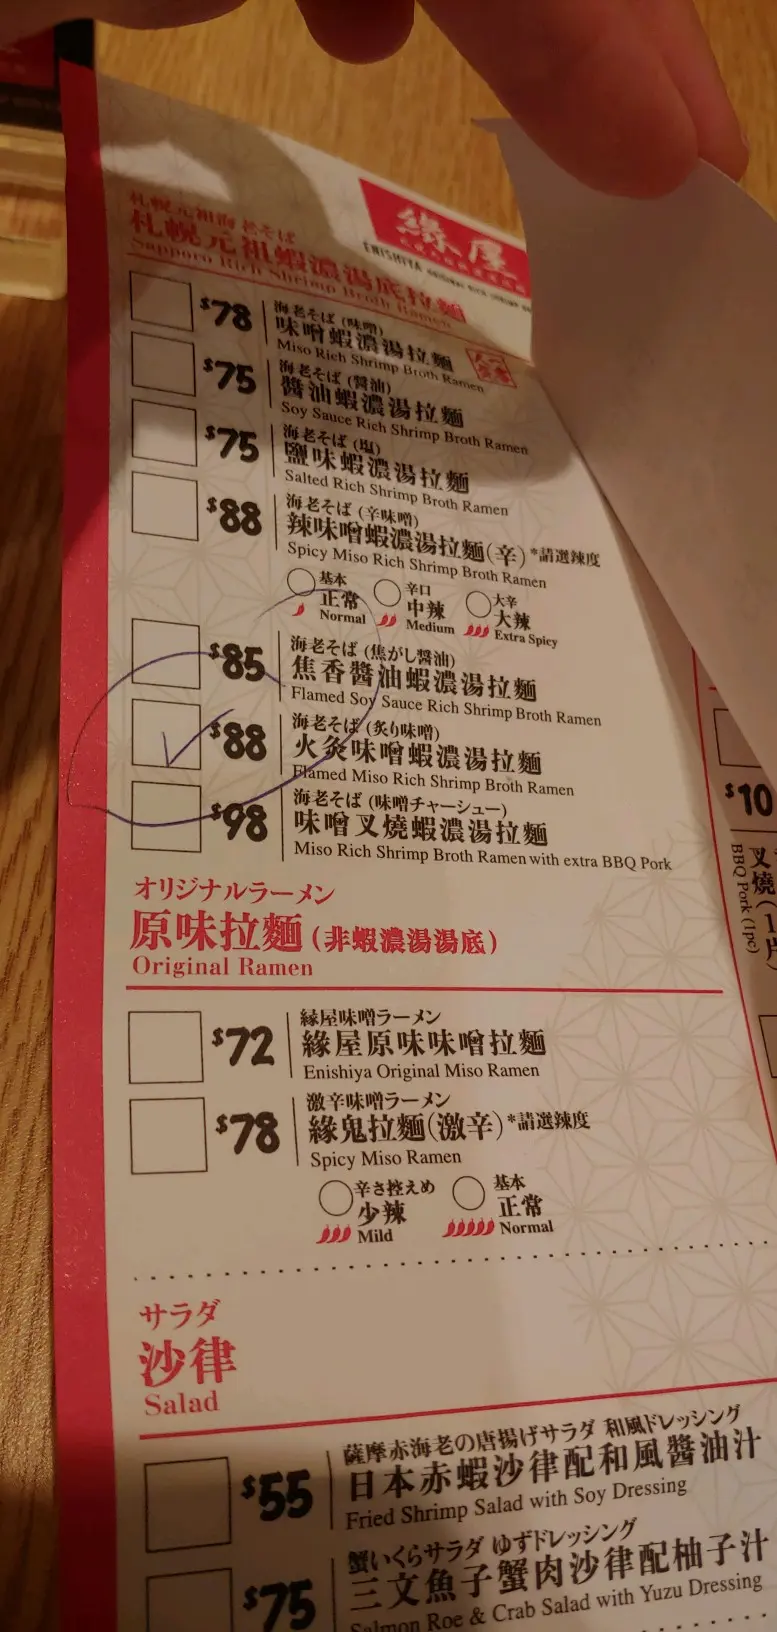 緣屋
ENISHIYA
札幌元祖海老そば
札幌元祖蝦濃湯底拉麵
Sapporo Rich Shrimp Broth Ramen
$78
海老そば (味噌)
味噌蝦濃湯拉麵
Miso Rich Shrimp Broth Ramen
$75
海老そば (醤油)
醬油蝦濃湯拉麵
Soy Sauce Rich Shrimp Broth Ramen
$75
海老そば (塩)
鹽味蝦濃湯拉麵
Salted Rich Shrimp Broth Ramen
$88
海老そば (辛味噌)
辣味噌蝦濃湯拉麵(辛) *請選辣度
Spicy Miso Rich Shrimp Broth Ramen
基本 辛口 大辛
正常 中辣 大辣
Normal Medium Extra Spicy
$85
海老そば (焦がし醤油)
焦香醬油蝦濃湯拉麵
Flamed Soy Sauce Rich Shrimp Broth Ramen
$88
海老そば (炙り味噌)
火灸味噌蝦濃湯拉麵
Flamed Miso Rich Shrimp Broth Ramen
$98
海老そば (味噌チャーシュー)
味噌叉燒蝦濃湯拉麵
Miso Rich Shrimp Broth Ramen with extra BBQ Pork
オリジナルラーメン
原味拉麵 (非蝦濃湯湯底)
Original Ramen
$72
縁屋味噌ラーメン
緣屋原味味噌拉麵
Enishiya Original Miso Ramen
$78
激辛味噌ラーメン
緣鬼拉麵(激辛) *請選辣度
Spicy Miso Ramen
辛さ控えめ 基本
少辣 正常
Mild Normal
サラダ
沙律
Salad
$55
薩摩赤海老の唐揚げサラダ 和風ドレッシング
日本赤蝦沙律配和風醬油汁
Fried Shrimp Salad with Soy Dressing
$75
蟹いくらサラダ ゆずドレッシング
三文魚子蟹肉沙律配柚子汁
Salmon Roe & Crab Salad with Yuzu Dressing
$10
叉燒(1片)
BBQ Pork (1pc)